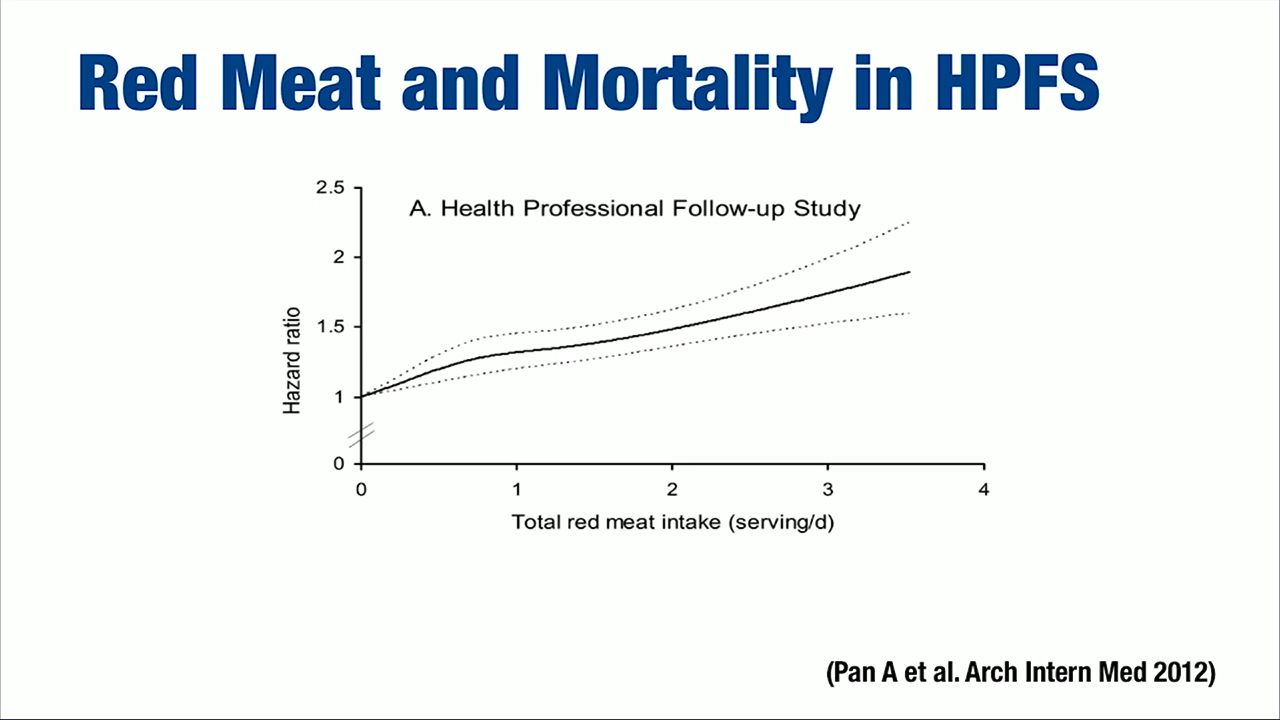 Red Meat and Mortality in HPFS
A. Health Professional Follow-up Study
2.5
2
1.5
1
0
Hazard ratio
0 1 2 3 4
Total red meat intake (serving/d)
(Pan A et al. Arch Intern Med 2012)